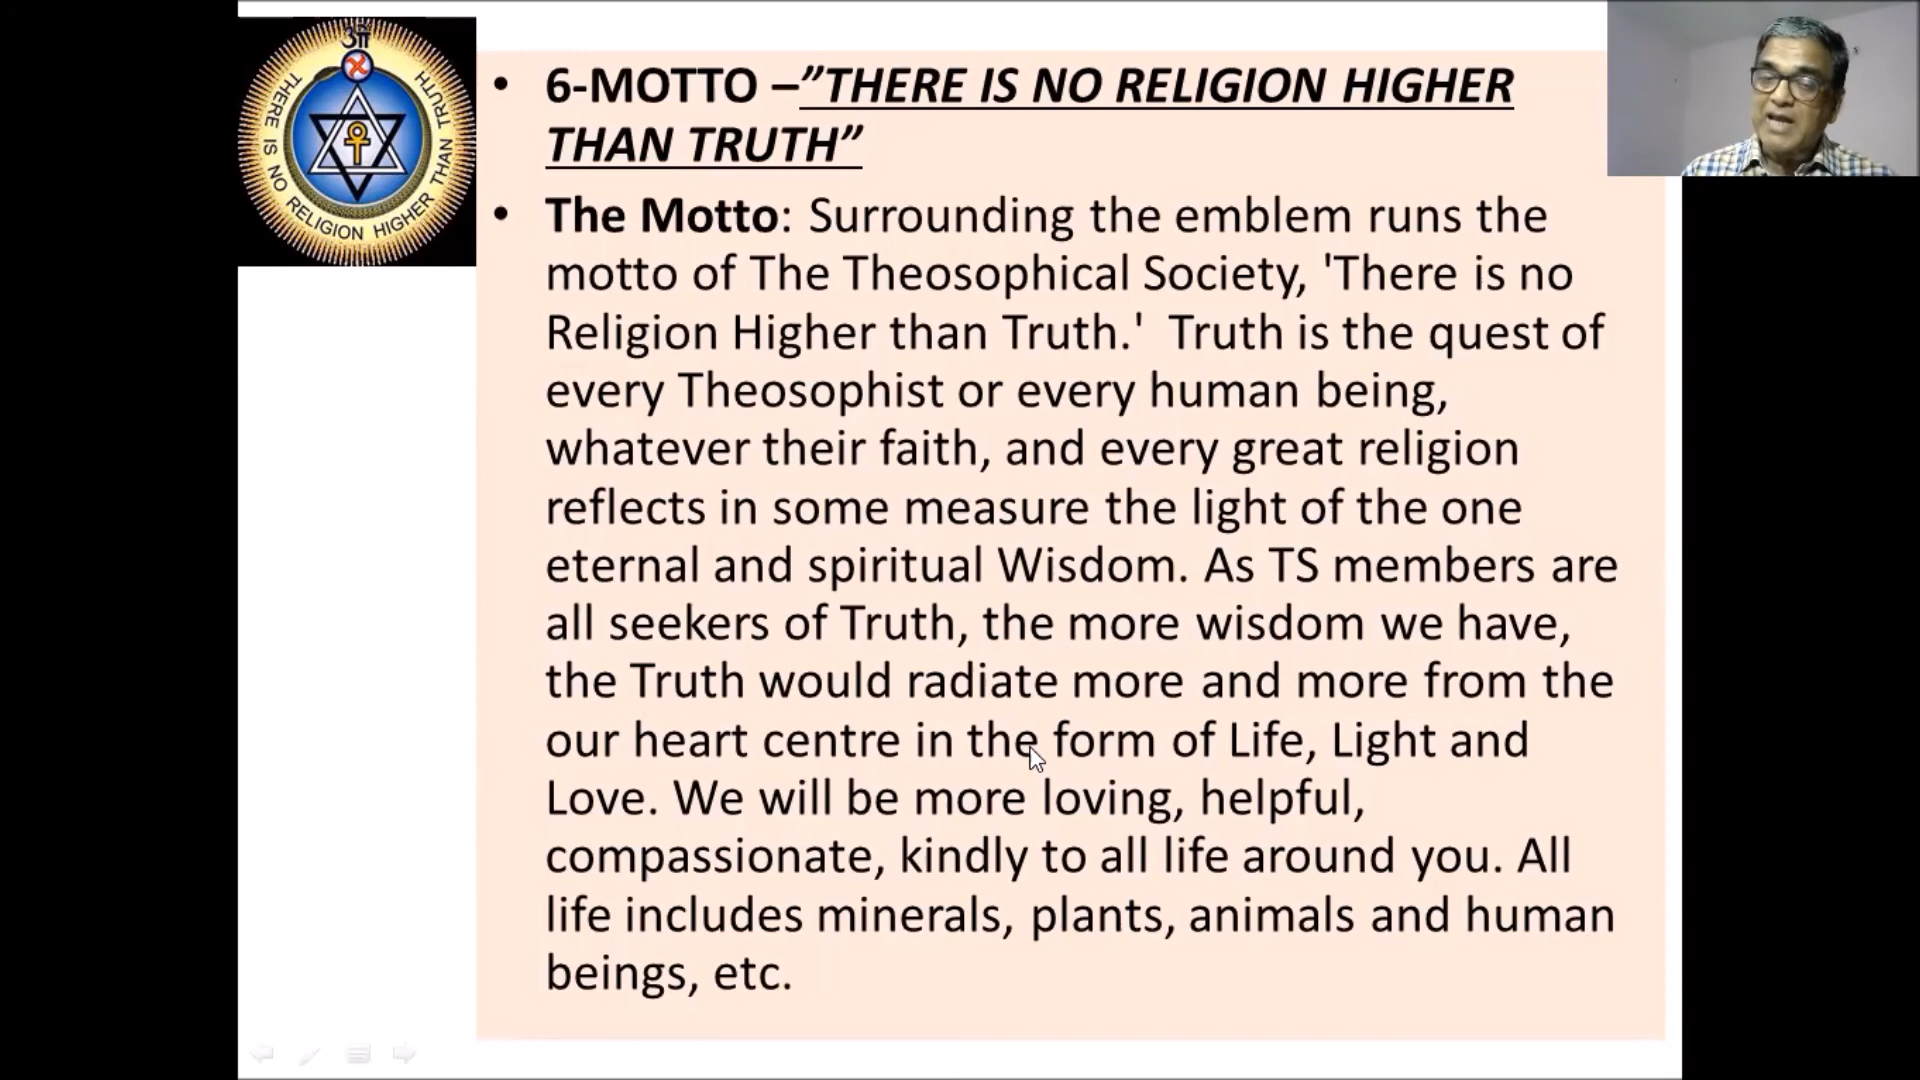 ॐ
THERE IS NO RELIGION HIGHER THAN TRUTH
• 6-MOTTO –”THERE IS NO RELIGION HIGHER
THAN TRUTH”
• The Motto: Surrounding the emblem runs the
motto of The Theosophical Society, 'There is no
Religion Higher than Truth.'  Truth is the quest of
every Theosophist or every human being,
whatever their faith, and every great religion
reflects in some measure the light of the one
eternal and spiritual Wisdom. As TS members are
all seekers of Truth, the more wisdom we have,
the Truth would radiate more and more from the
our heart centre in the form of Life, Light and
Love. We will be more loving, helpful,
compassionate, kindly to all life around you. All
life includes minerals, plants, animals and human
beings, etc.